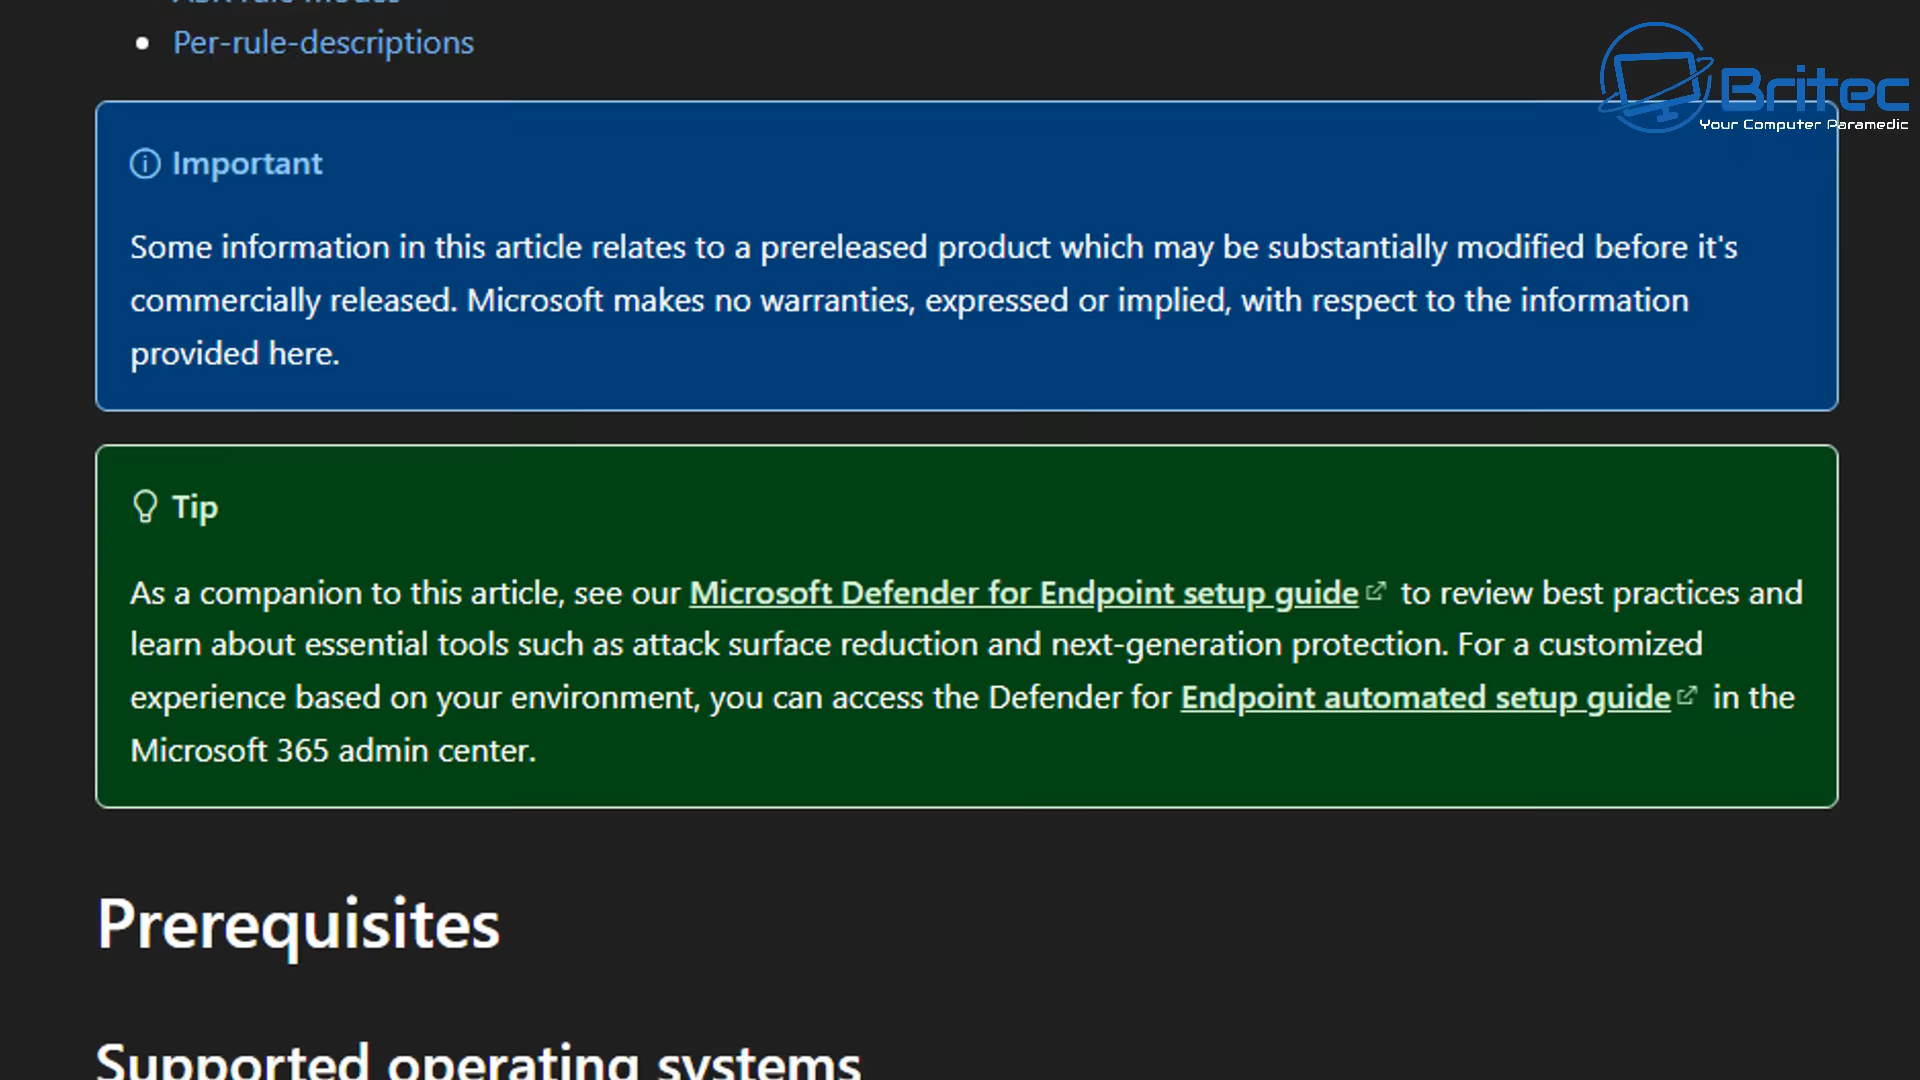 ASR rule modes
Per-rule-descriptions
Britec
Your Computer Paramedic
Important
Some information in this article relates to a prereleased product which may be substantially modified before it's
commercially released. Microsoft makes no warranties, expressed or implied, with respect to the information
provided here.
Tip
As a companion to this article, see our Microsoft Defender for Endpoint setup guide to review best practices and
learn about essential tools such as attack surface reduction and next-generation protection. For a customized
experience based on your environment, you can access the Defender for Endpoint automated setup guide in the
Microsoft 365 admin center.
Prerequisites
Supported operating systems